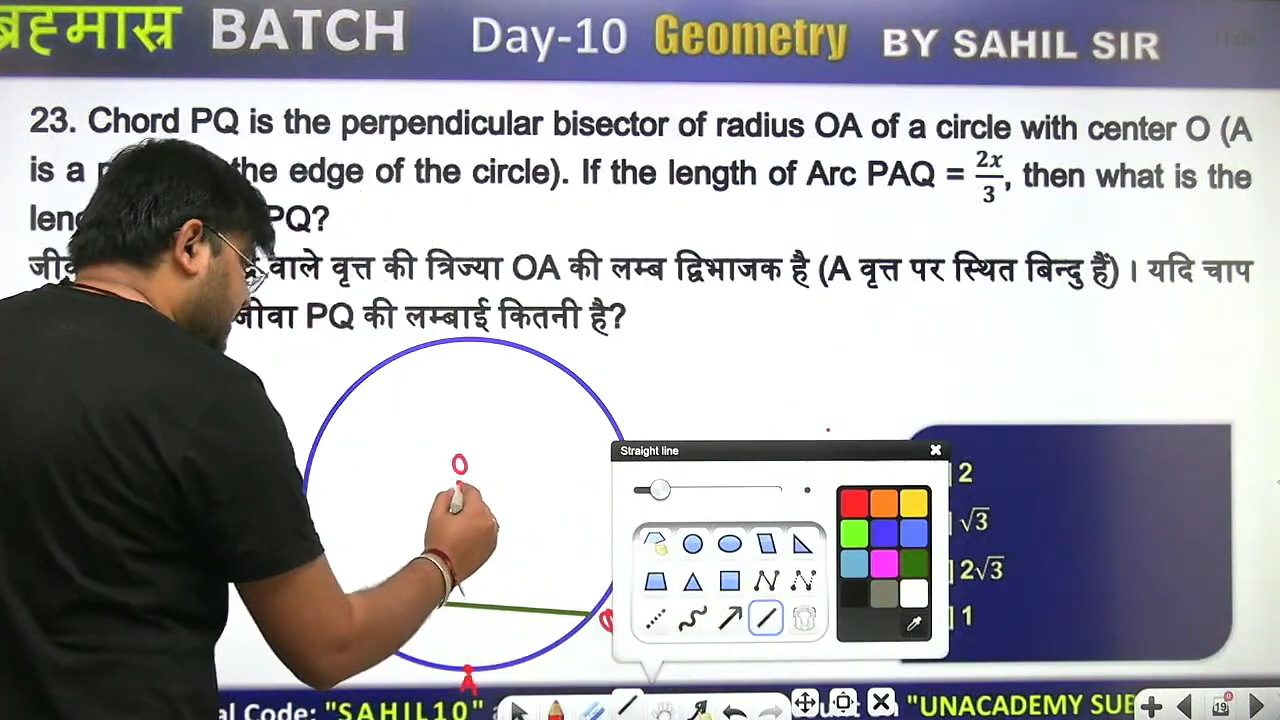 ब्रह्मास्त्र BATCH Day-10 Geometry BY SAHIL SIR
23. Chord PQ is the perpendicular bisector of radius OA of a circle with center O (A
is a the edge of the circle). If the length of Arc PAQ = 2x/3, then what is the
PQ?
वाले वृत्त की त्रिज्या OA की लम्ब द्विभाजक है (A वृत्त पर स्थित बिन्दु हैं) । यदि चाप
जीवा PQ की लम्बाई कितनी है?
O
Straight line
2
√3
2√3
1
A
al Code: "SAHIL10" "UNACADEMY SUB
19